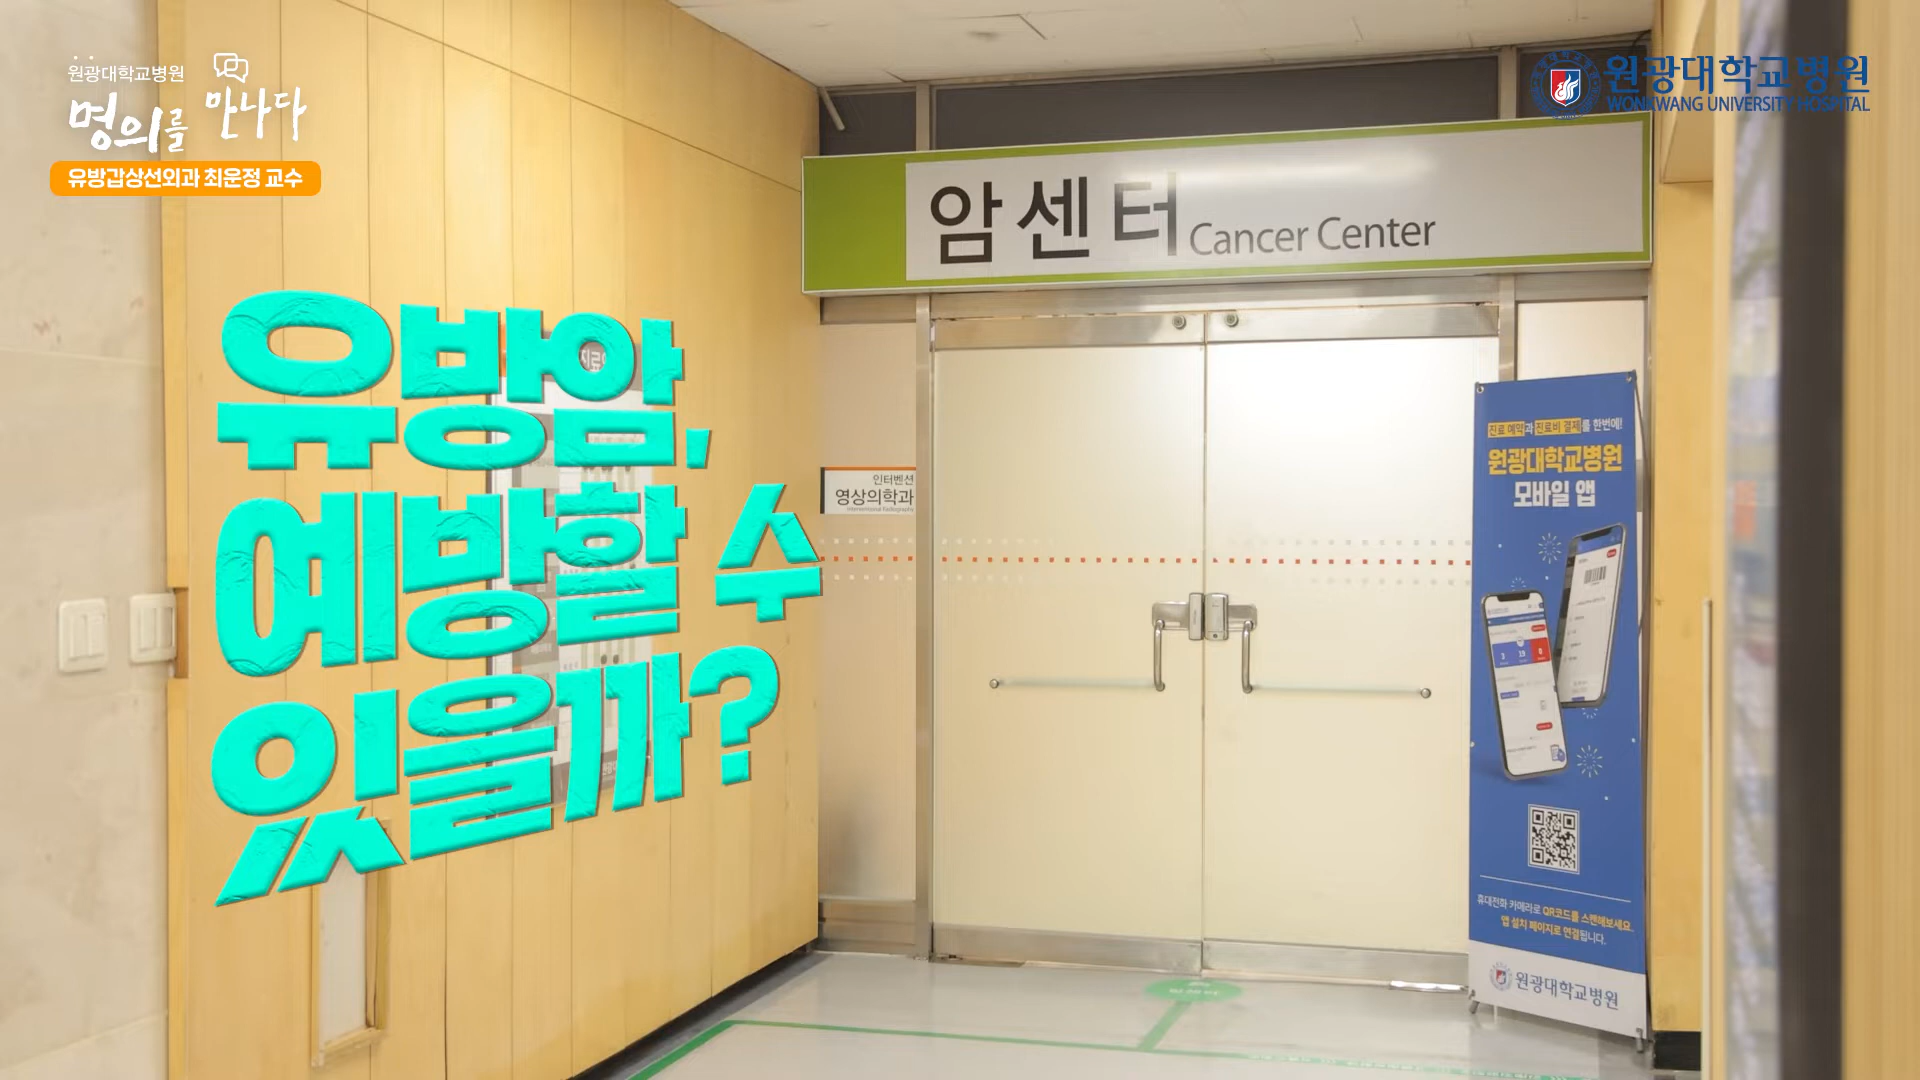 원광대학교병원
명의를 만나다
유방갑상선외과 최운정 교수
원광대학교병원
WONKWANG UNIVERSITY HOSPITAL
암센터 Cancer Center
유방암,
예방할 수
있을까?
인터벤션
영상의학과
진료 예약과 진료비 결제를 한번에!
원광대학교병원
모바일 앱
휴대전화 카메라로 QR코드를 스캔해보세요.
앱 설치 페이지로 연결됩니다.
원광대학교병원